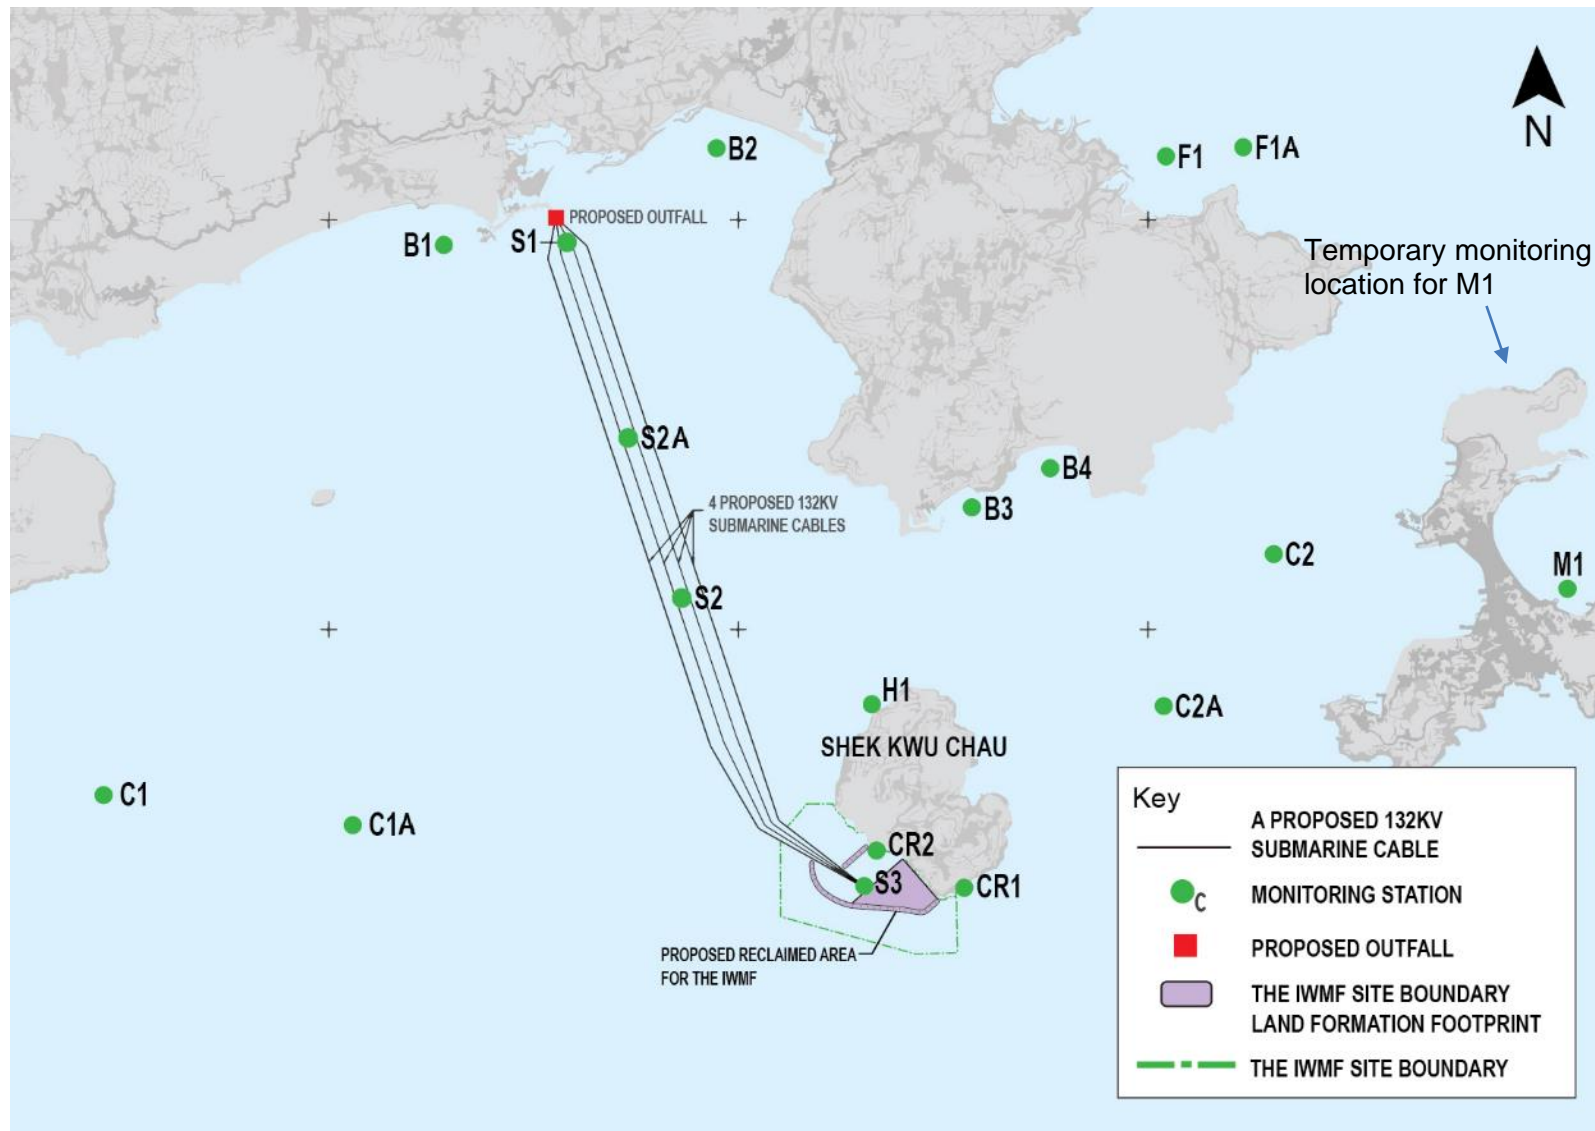 N
B2
F1
F1A
PROPOSED OUTFALL
B1
S1
Temporary monitoring
location for M1
S2A
B4
4 PROPOSED 132KV
SUBMARINE CABLES
B3
C2
M1
S2
H1
C2A
SHEK KWU CHAU
C1
C1A
CR2
S3
CR1
PROPOSED RECLAIMED AREA
FOR THE IWMF
Key
A PROPOSED 132KV
SUBMARINE CABLE
C
MONITORING STATION
PROPOSED OUTFALL
THE IWMF SITE BOUNDARY
LAND FORMATION FOOTPRINT
THE IWMF SITE BOUNDARY